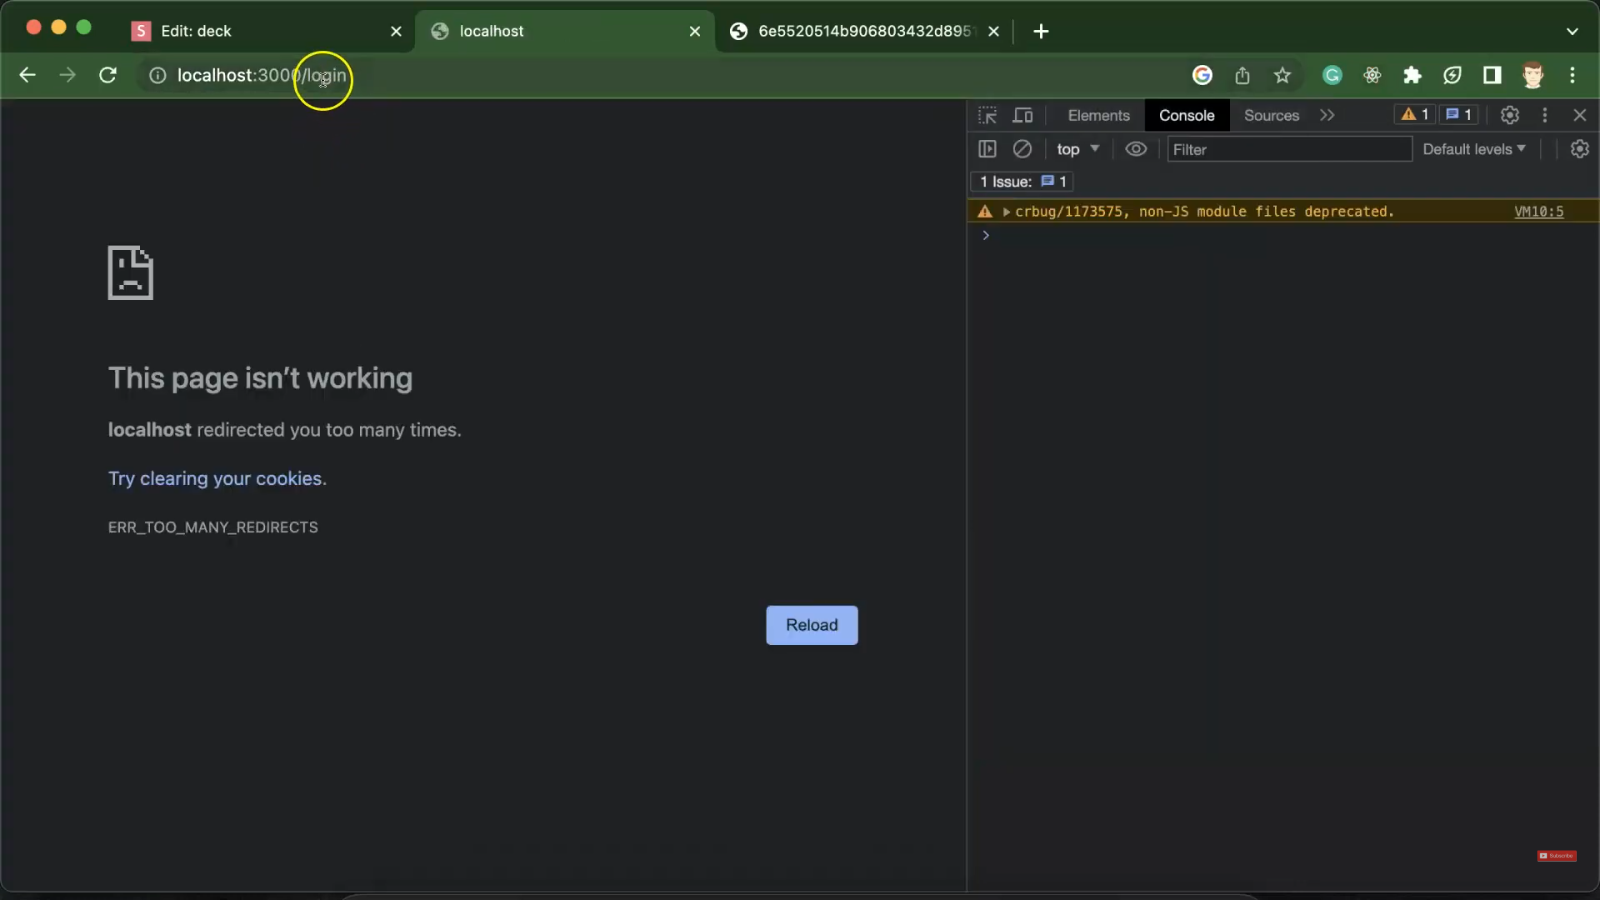 S Edit: deck
localhost
6e5520514b906803432d8951
localhost:3000/login
Elements
Console
Sources
1
1
top
Filter
Default levels
1 Issue:
1
crbug/1173575, non-JS module files deprecated.
VM10:5
This page isn’t working
localhost redirected you too many times.
Try clearing your cookies.
ERR_TOO_MANY_REDIRECTS
Reload
Subscribe